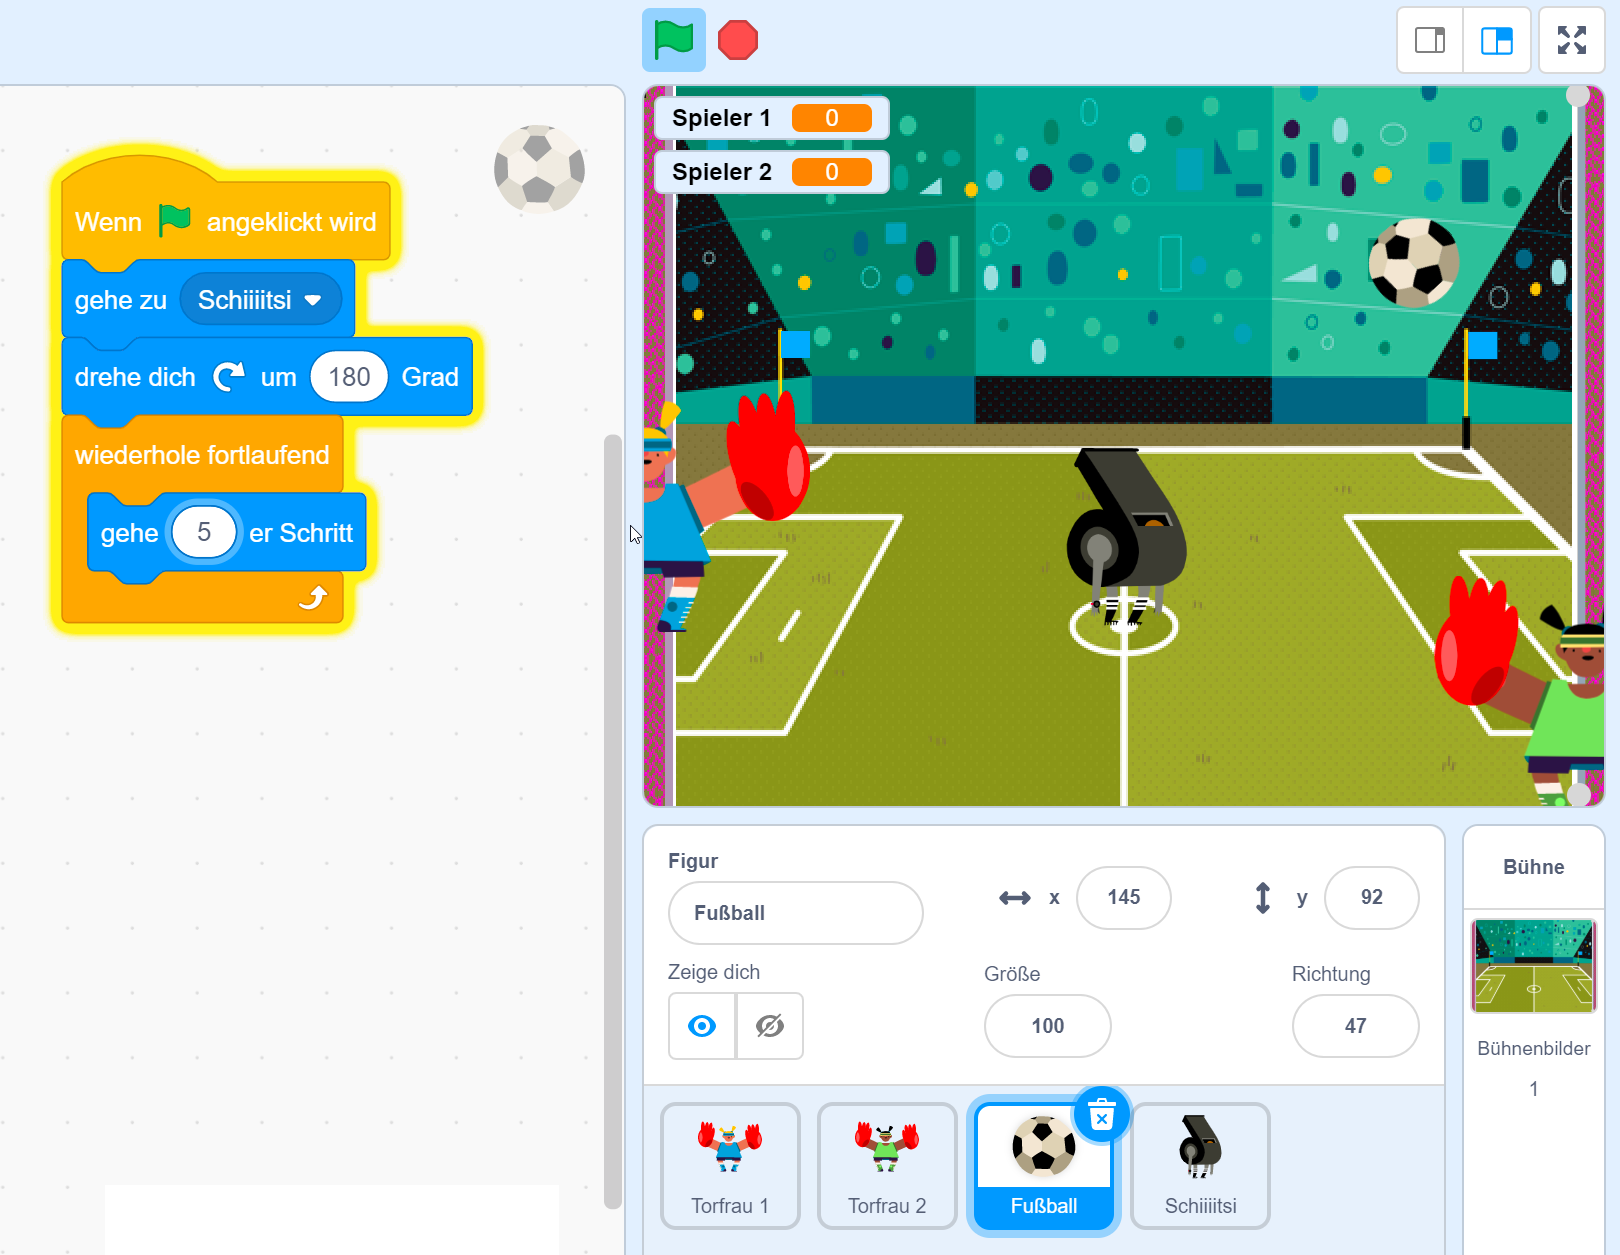 Wenn angeklickt wird
gehe zu Schiiiitsi
drehe dich um 180 Grad
wiederhole fortlaufend
gehe 5 er Schritt
Spieler 1 0
Spieler 2 0
Figur
Fußball
x 145
y 92
Zeige dich
Größe
100
Richtung
47
Torfrau 1
Torfrau 2
Fußball
Schiiiitsi
Bühne
Bühnenbilder
1